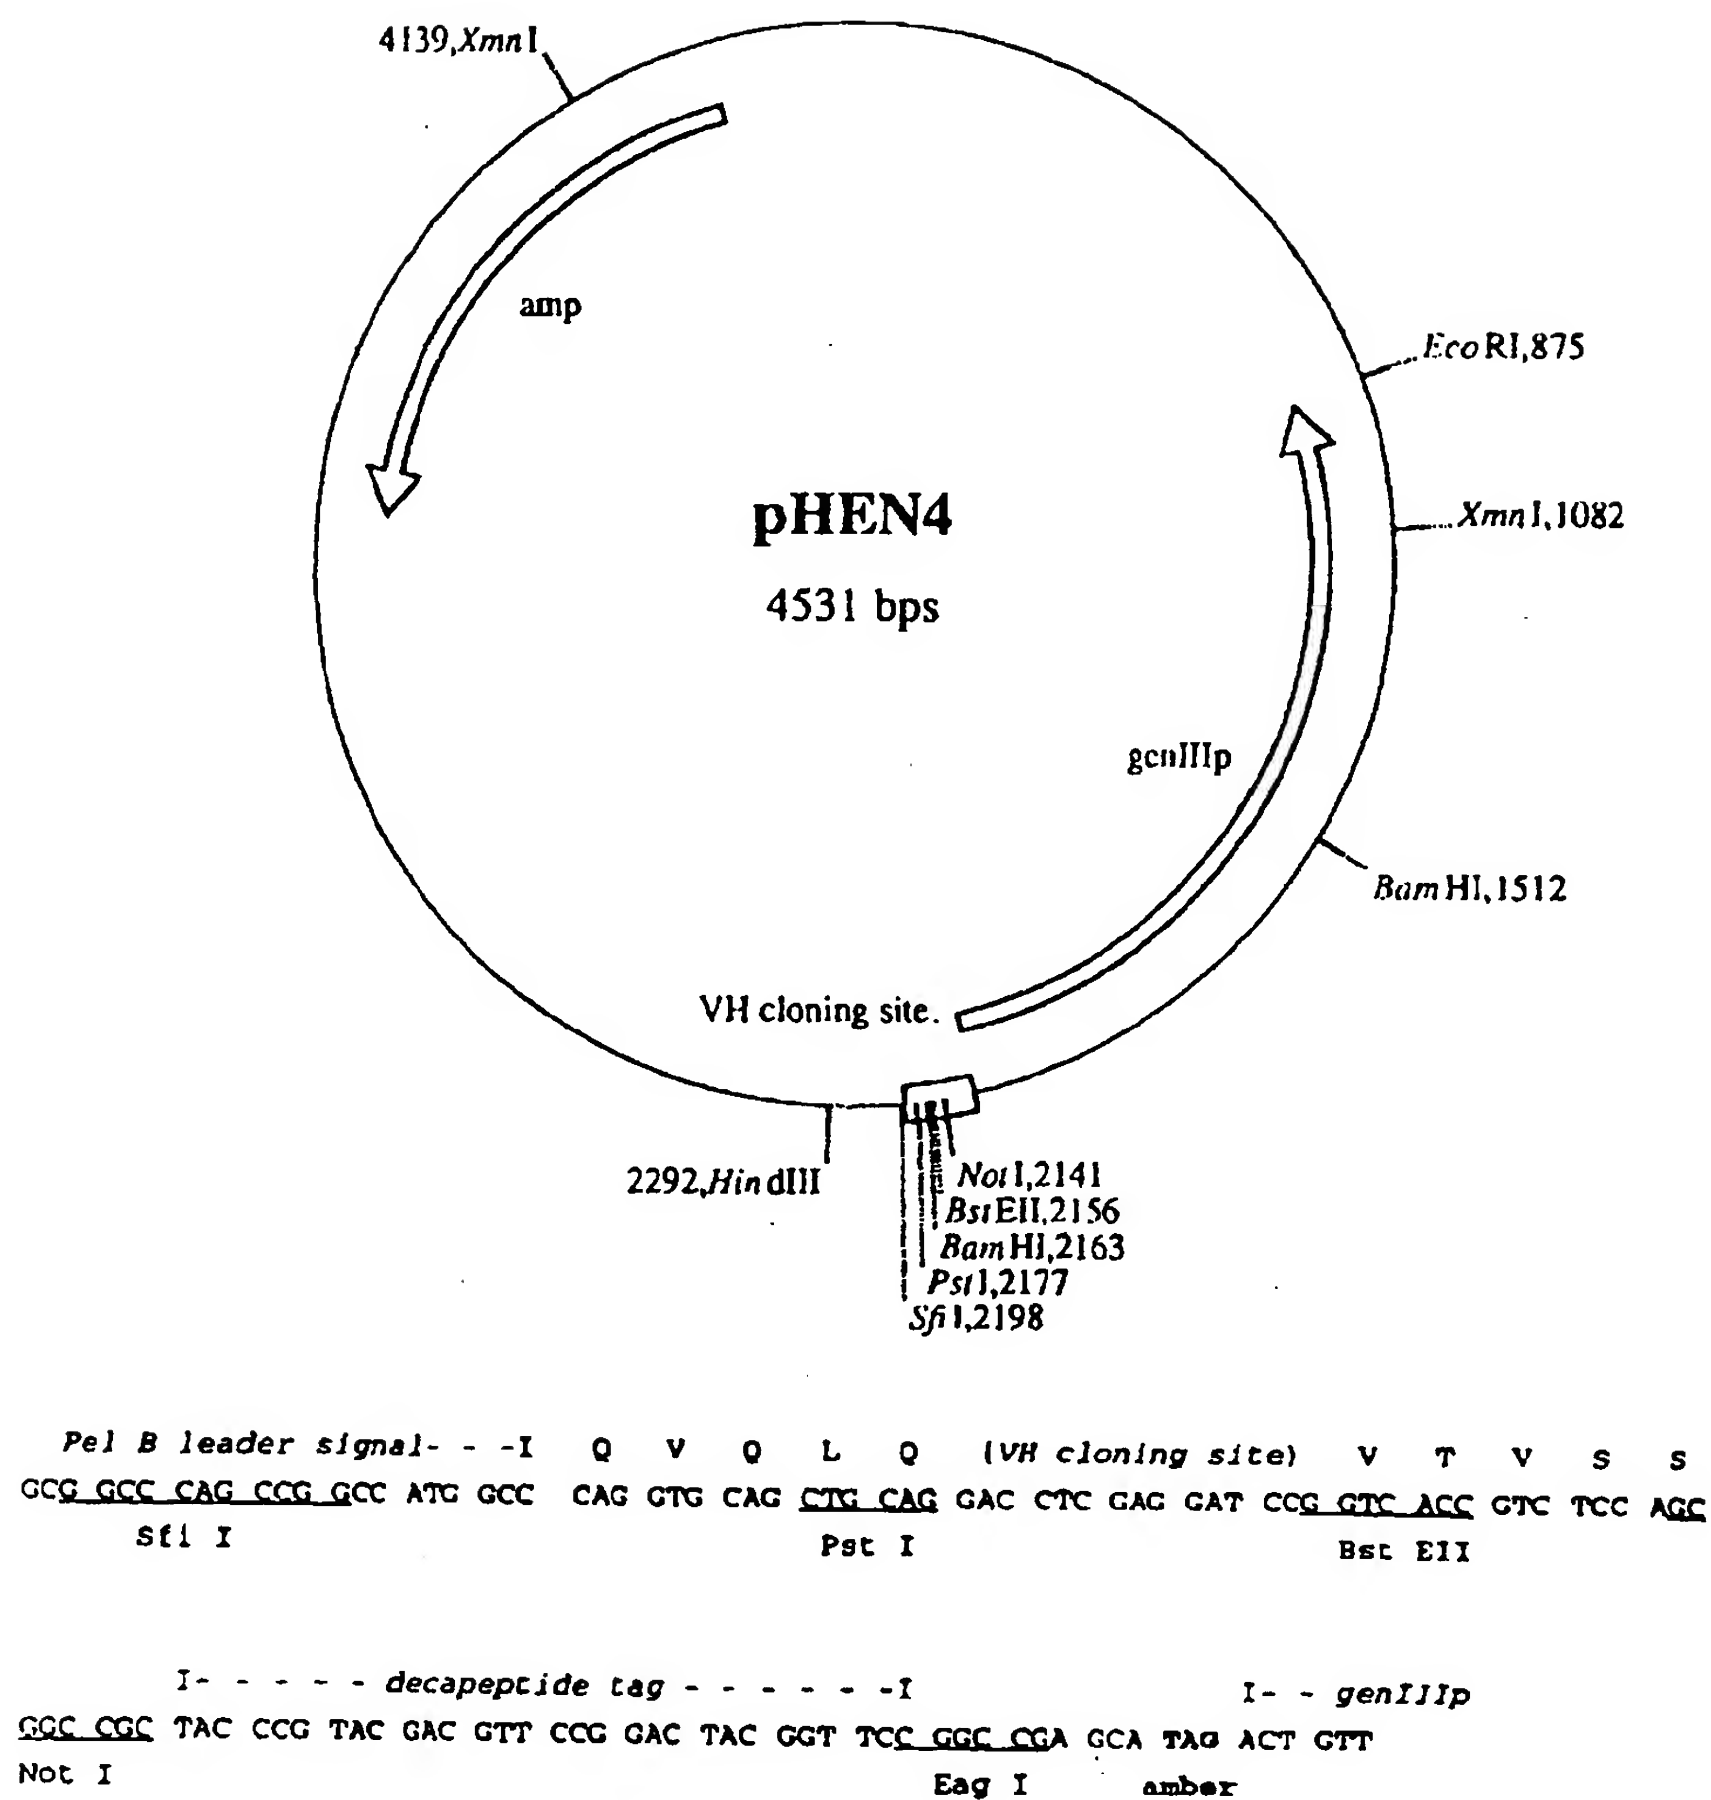 4139,XmnI
amp
EcoRI,875
pHEN4
XmnI,1082
4531 bps
genIIIp
BamHI,1512
VH cloning site.
2292,HindIII
NotI,2141
BstEII,2156
BamHI,2163
PstI,2177
SfiI,2198
Pel B leader signal- - -I Q V Q L Q (VH cloning site) V T V S S
GCG GCC CAG CCG GCC ATG GCC CAG GTG CAG CTG CAG GAC CTC GAG GAT CCG GTC ACC GTC TCC AGC
Sfi I Pst I Bst EII
I- - - - - decapeptide tag - - - - - -I I- - genIIIp
GGC CGC TAC CCG TAC GAC GTT CCG GAC TAC GGT TCC GGC CGA GCA TAG ACT GTT
Not I Eag I amber